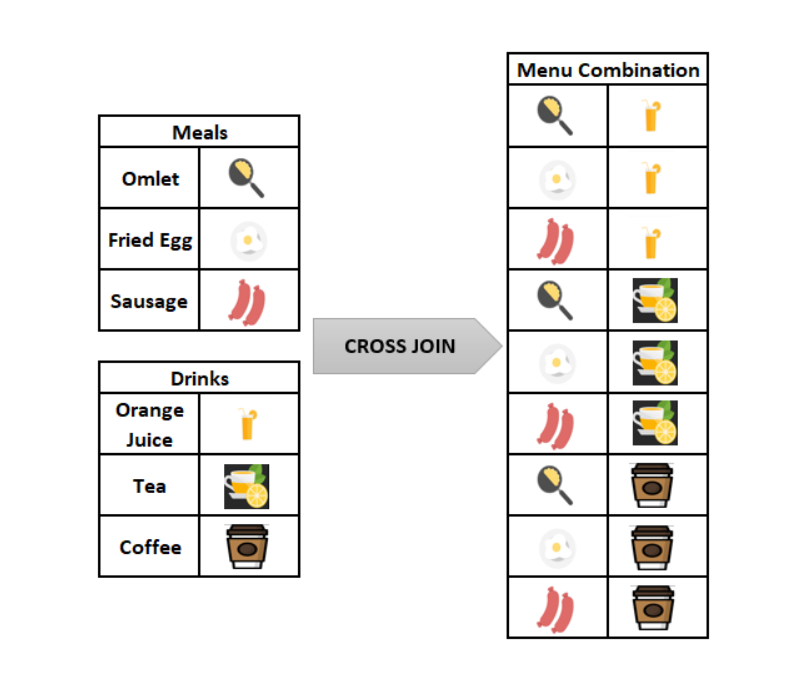 Menu Combination
Meals
Omlet
Fried Egg
Sausage
CROSS JOIN
Drinks
Orange
Juice
Tea
Coffee